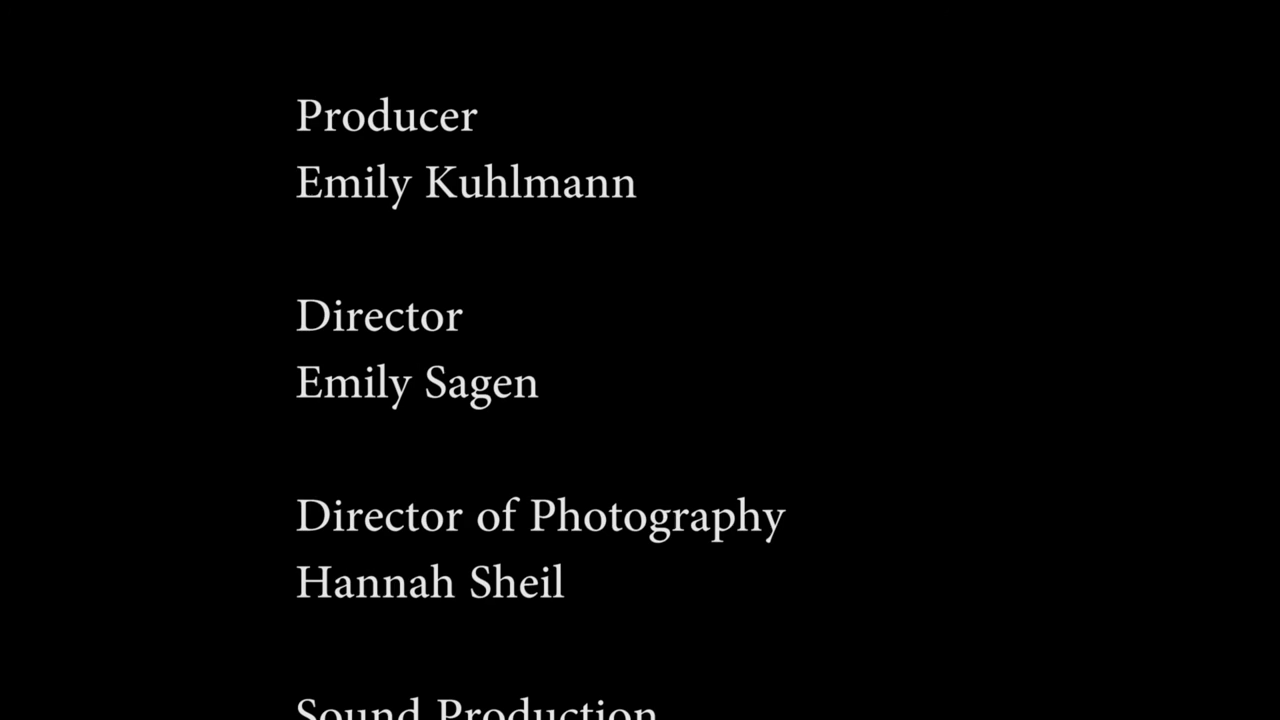 Producer
Emily Kuhlmann
Director
Emily Sagen
Director of Photography
Hannah Sheil
Sound Production